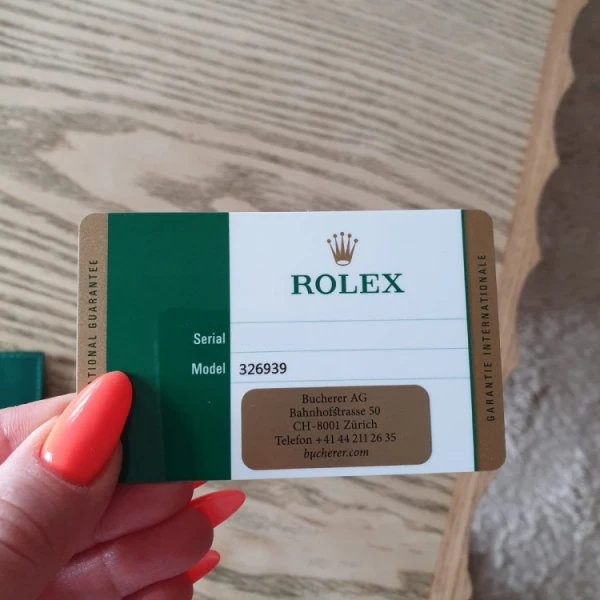 ROLEX
Serial
Model 326939
Bucherer AG
Bahnhofstrasse 50
CH-8001 Zürich
Telefon +41 44 211 26 35
bucherer.com
GUARANTEE
GARANTIE INTERNATIONALE